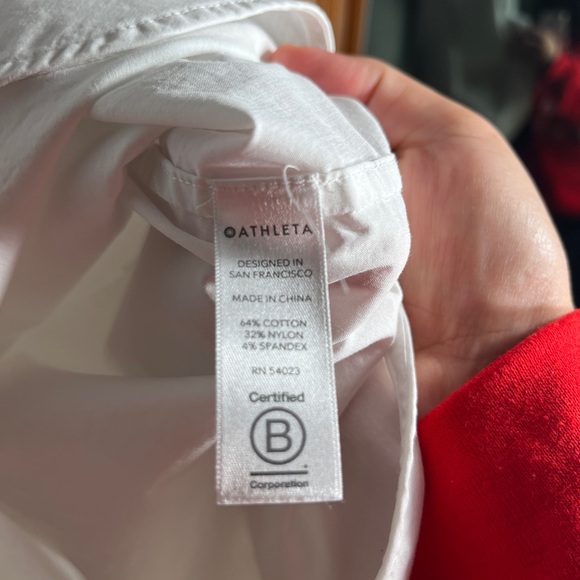 ATHLETA
DESIGNED IN
SAN FRANCISCO
MADE IN CHINA
64% COTTON
32% NYLON
4% SPANDEX
RN 54023
Certified
B
Corporation